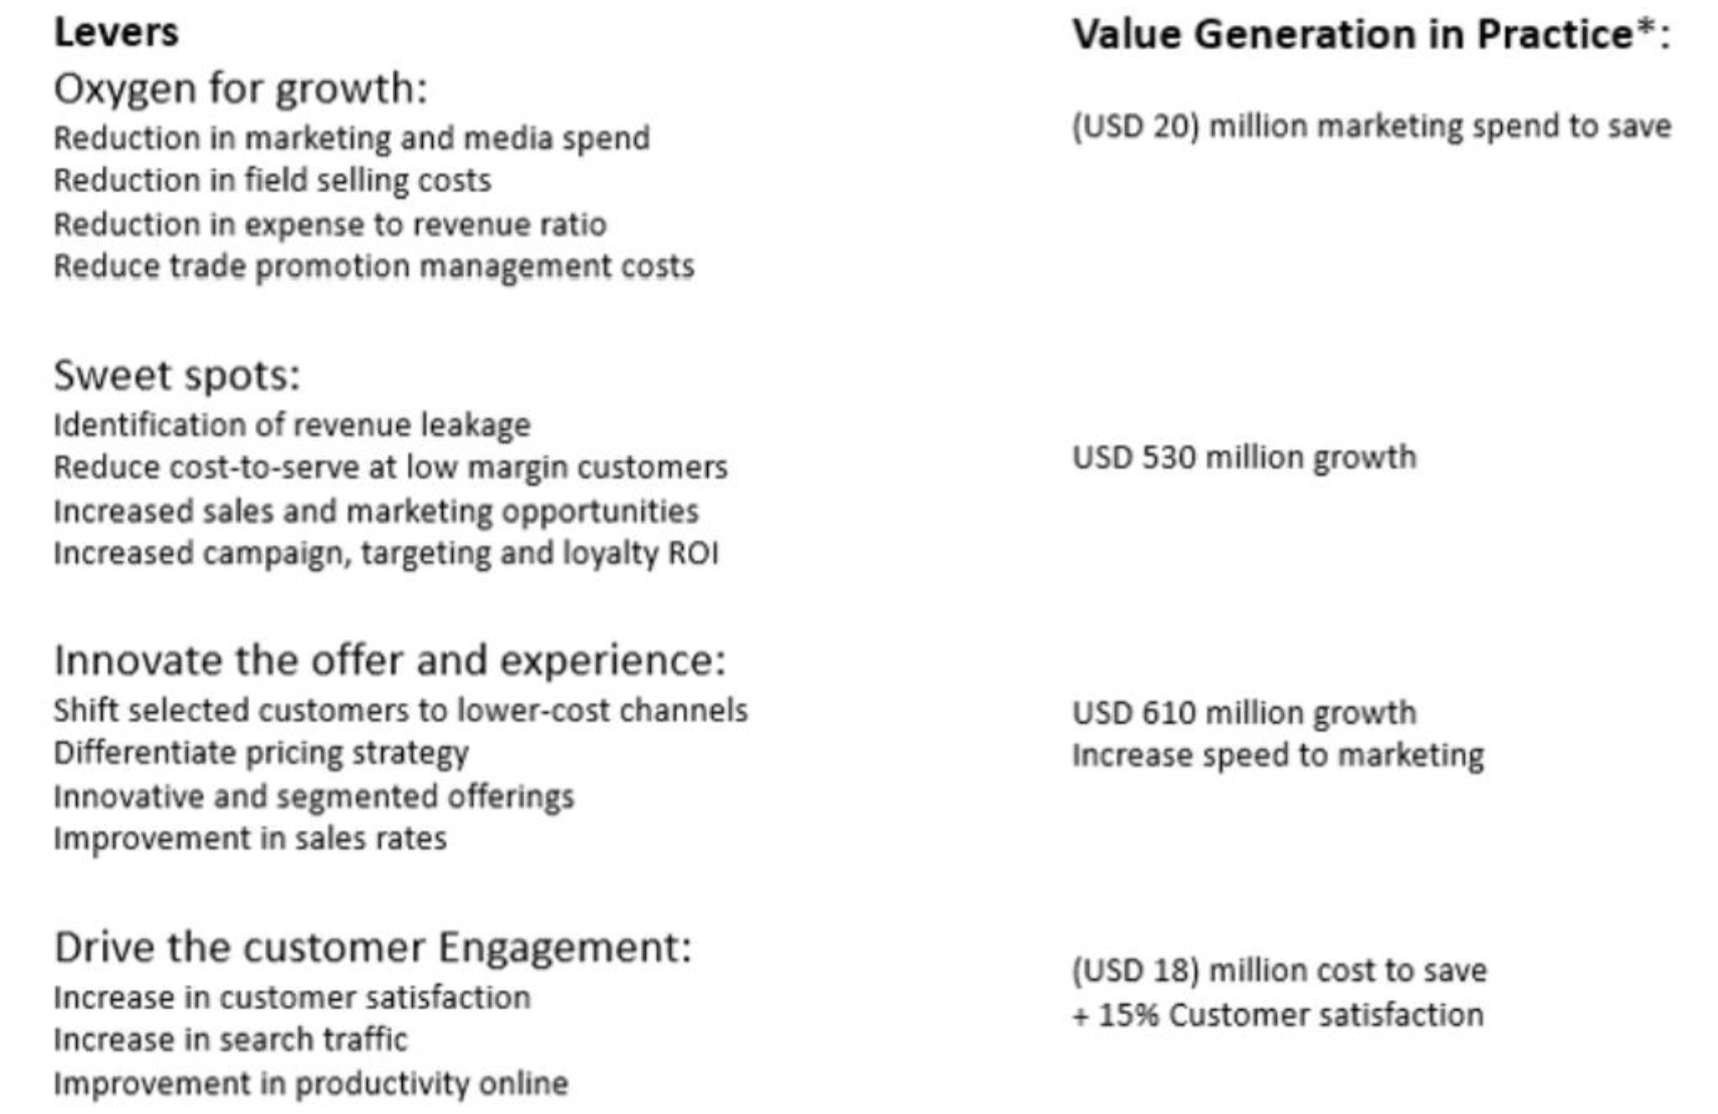 Levers
Value Generation in Practice*:
Oxygen for growth:
Reduction in marketing and media spend
(USD 20) million marketing spend to save
Reduction in field selling costs
Reduction in expense to revenue ratio
Reduce trade promotion management costs
Sweet spots:
Identification of revenue leakage
Reduce cost-to-serve at low margin customers
USD 530 million growth
Increased sales and marketing opportunities
Increased campaign, targeting and loyalty ROI
Innovate the offer and experience:
Shift selected customers to lower-cost channels
USD 610 million growth
Differentiate pricing strategy
Increase speed to marketing
Innovative and segmented offerings
Improvement in sales rates
Drive the customer Engagement:
(USD 18) million cost to save
Increase in customer satisfaction
+ 15% Customer satisfaction
Increase in search traffic
Improvement in productivity online